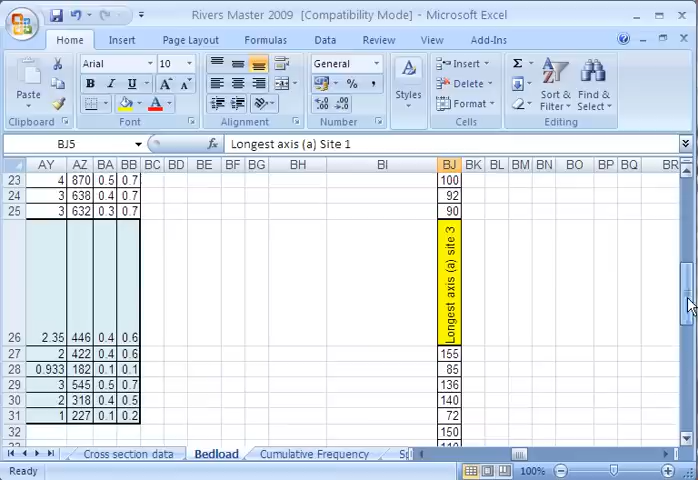 Rivers Master 2009 [Compatibility Mode] - Microsoft Excel
Home Insert Page Layout Formulas Data Review View Add-Ins
Arial 10 General Insert Σ
Paste B I U A A $ % , Styles Delete Sort & Filter Find & Select
A Format
Clipboard Font Alignment Number Cells Editing
BJ5 fx Longest axis (a) Site 1
AY AZ BA BB BC BD BE BF BG BH BI BJ BK BL BM BN BO BP BQ BR
23 4 870 0.5 0.7 100
24 3 638 0.4 0.7 92
25 3 632 0.3 0.7 90
Longest axis (a) site 3
26 2.35 446 0.4 0.6
27 2 422 0.4 0.6 155
28 0.933 182 0.1 0.1 85
29 3 545 0.5 0.7 136
30 2 318 0.4 0.5 140
31 1 227 0.1 0.2 72
32 150
Cross section data Bedload Cumulative Frequency
Ready 100%